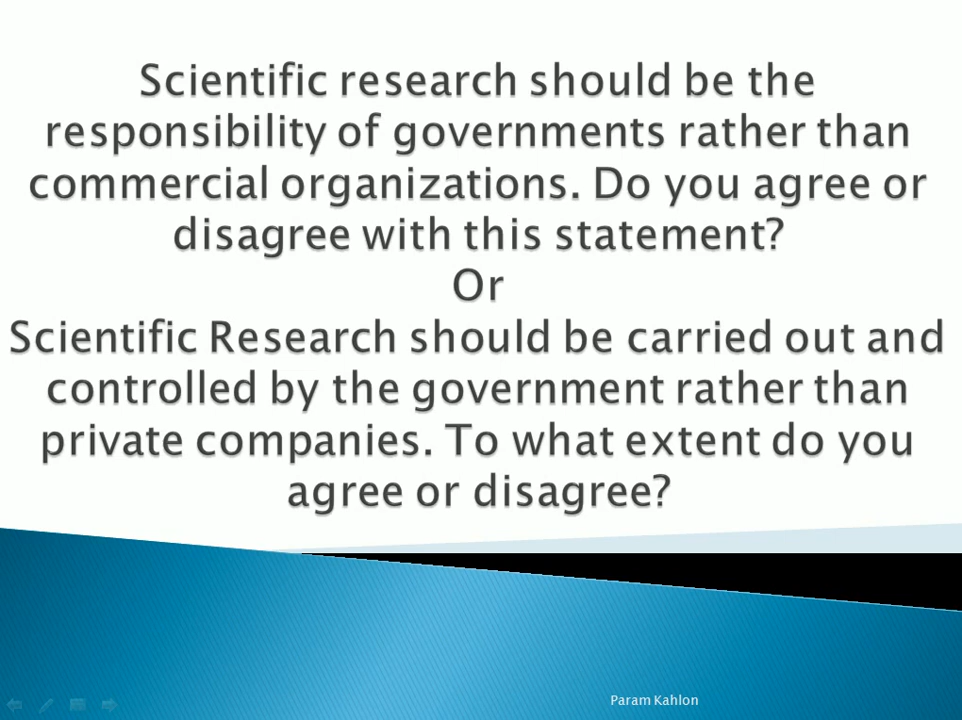 Scientific research should be the
responsibility of governments rather than
commercial organizations. Do you agree or
disagree with this statement?
Or
Scientific Research should be carried out and
controlled by the government rather than
private companies. To what extent do you
agree or disagree?
Param Kahlon